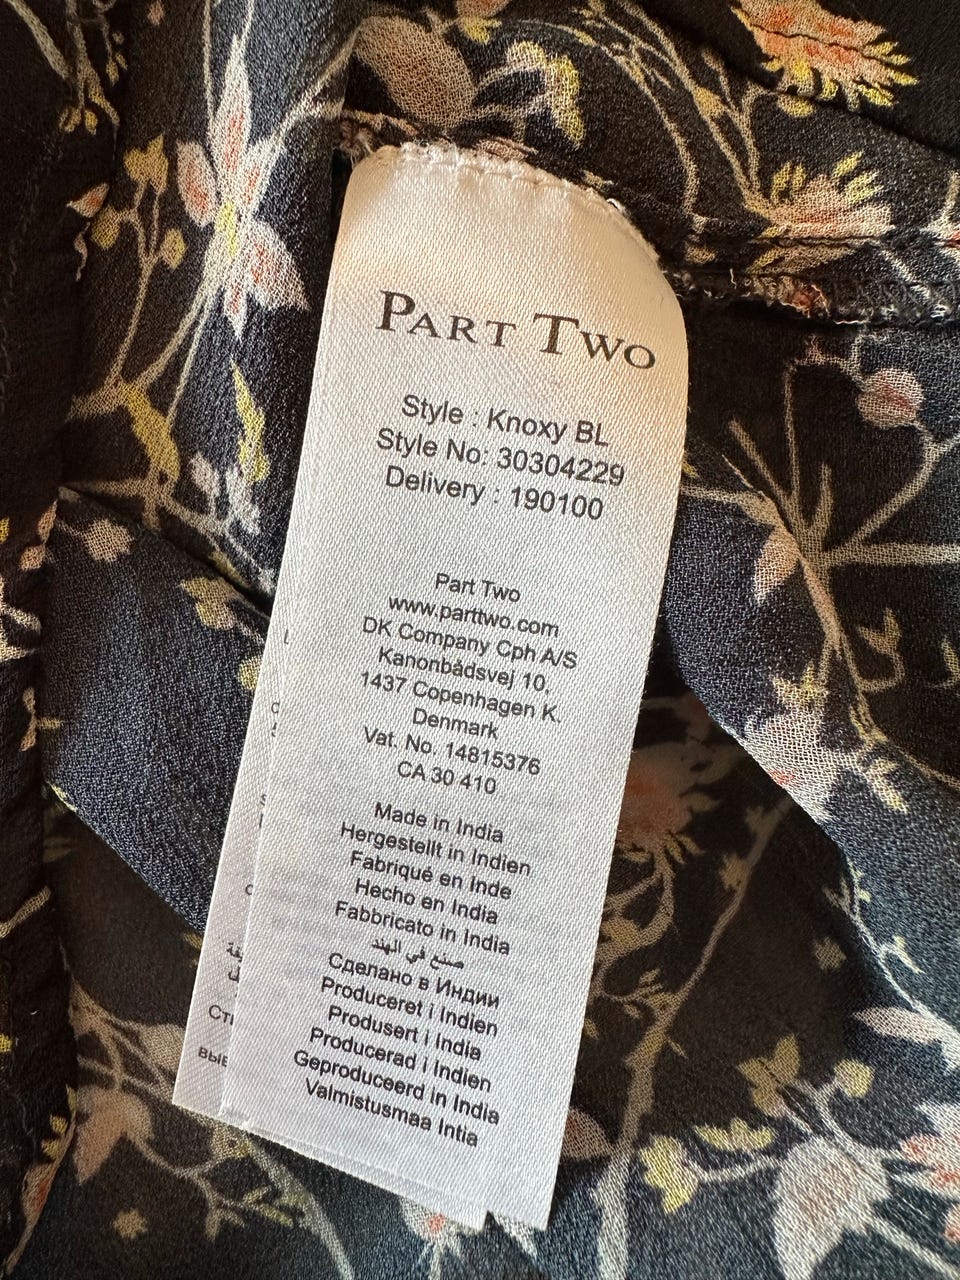 PART TWO
Style : Knoxy BL
Style No: 30304229
Delivery : 190100
Part Two
www.parttwo.com
DK Company Cph A/S
Kanonbådsvej 10,
1437 Copenhagen K.
Denmark
Vat. No. 14815376
CA 30 410
Made in India
Hergestellt in Indien
Fabriqué en Inde
Hecho en India
Fabbricato in India
صنع في الهند
Сделано в Индии
Produceret i Indien
Produsert i India
Producerad i Indien
Geproduceerd in India
Valmistusmaa Intia